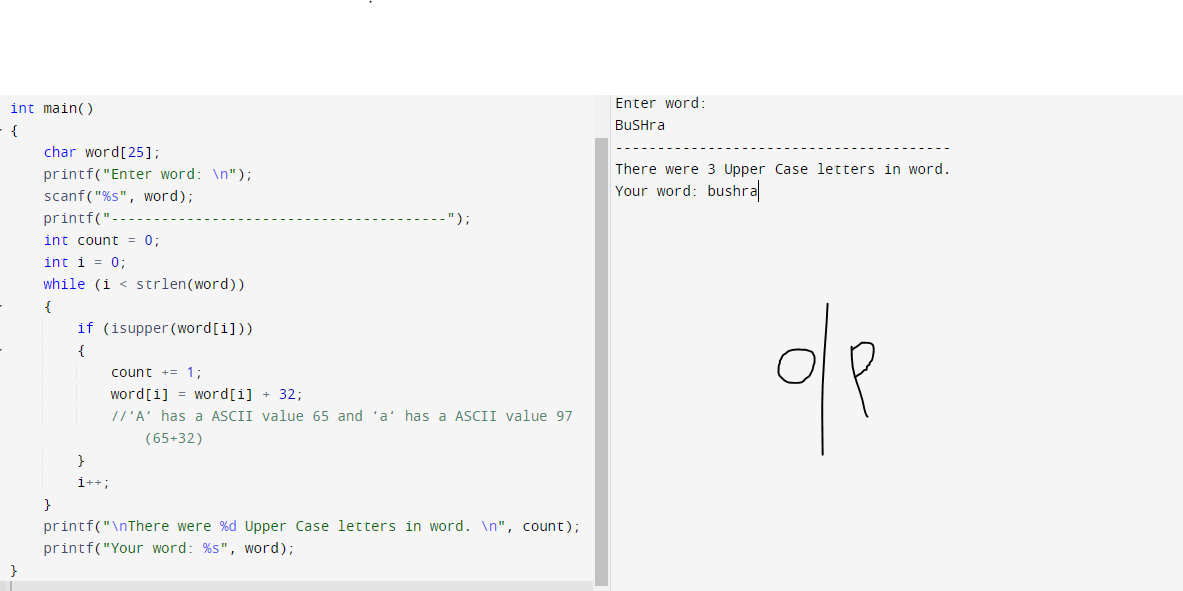 int main()
{
char word[25];
printf("Enter word: \n");
scanf("%s", word);
printf("----------------------------------------");
int count = 0;
int i = 0;
while (i < strlen(word))
{
if (isupper(word[i]))
{
count += 1;
word[i] = word[i] + 32;
//‘A‘ has a ASCII value 65 and ‘a‘ has a ASCII value 97
(65+32)
}
i++;
}
printf("\nThere were %d Upper Case letters in word. \n", count);
printf("Your word: %s", word);
}
Enter word:
BuSHra
----------------------------------------
There were 3 Upper Case letters in word.
Your word: bushra
O/P